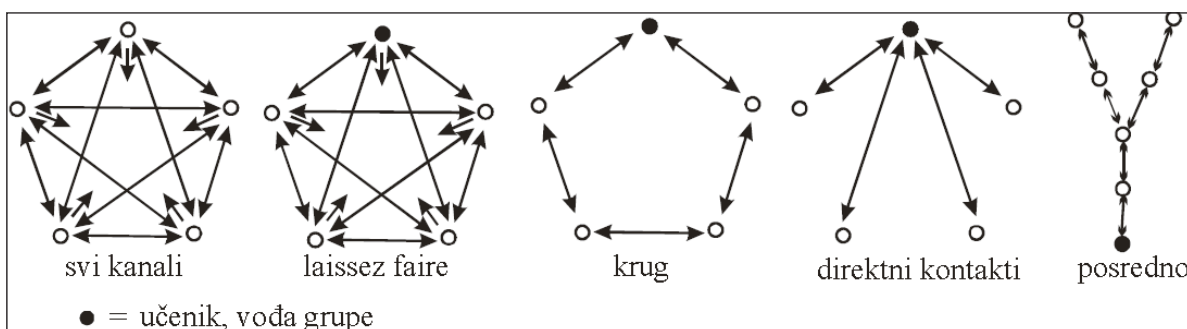 svi kanali laissez faire krug direktni kontakti posredno
● = učenik, vođa grupe